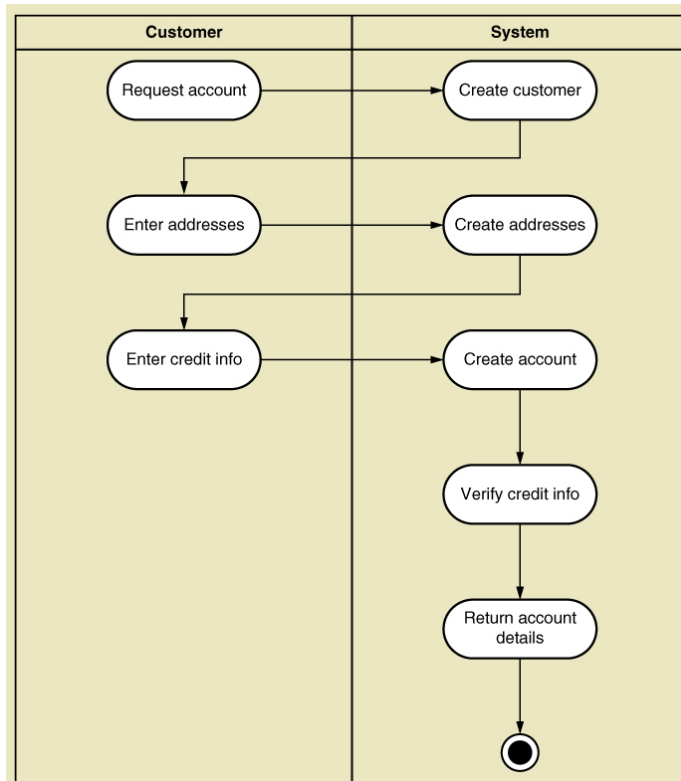 Customer
System
Request account
Create customer
Enter addresses
Create addresses
Enter credit info
Create account
Verify credit info
Return account
details